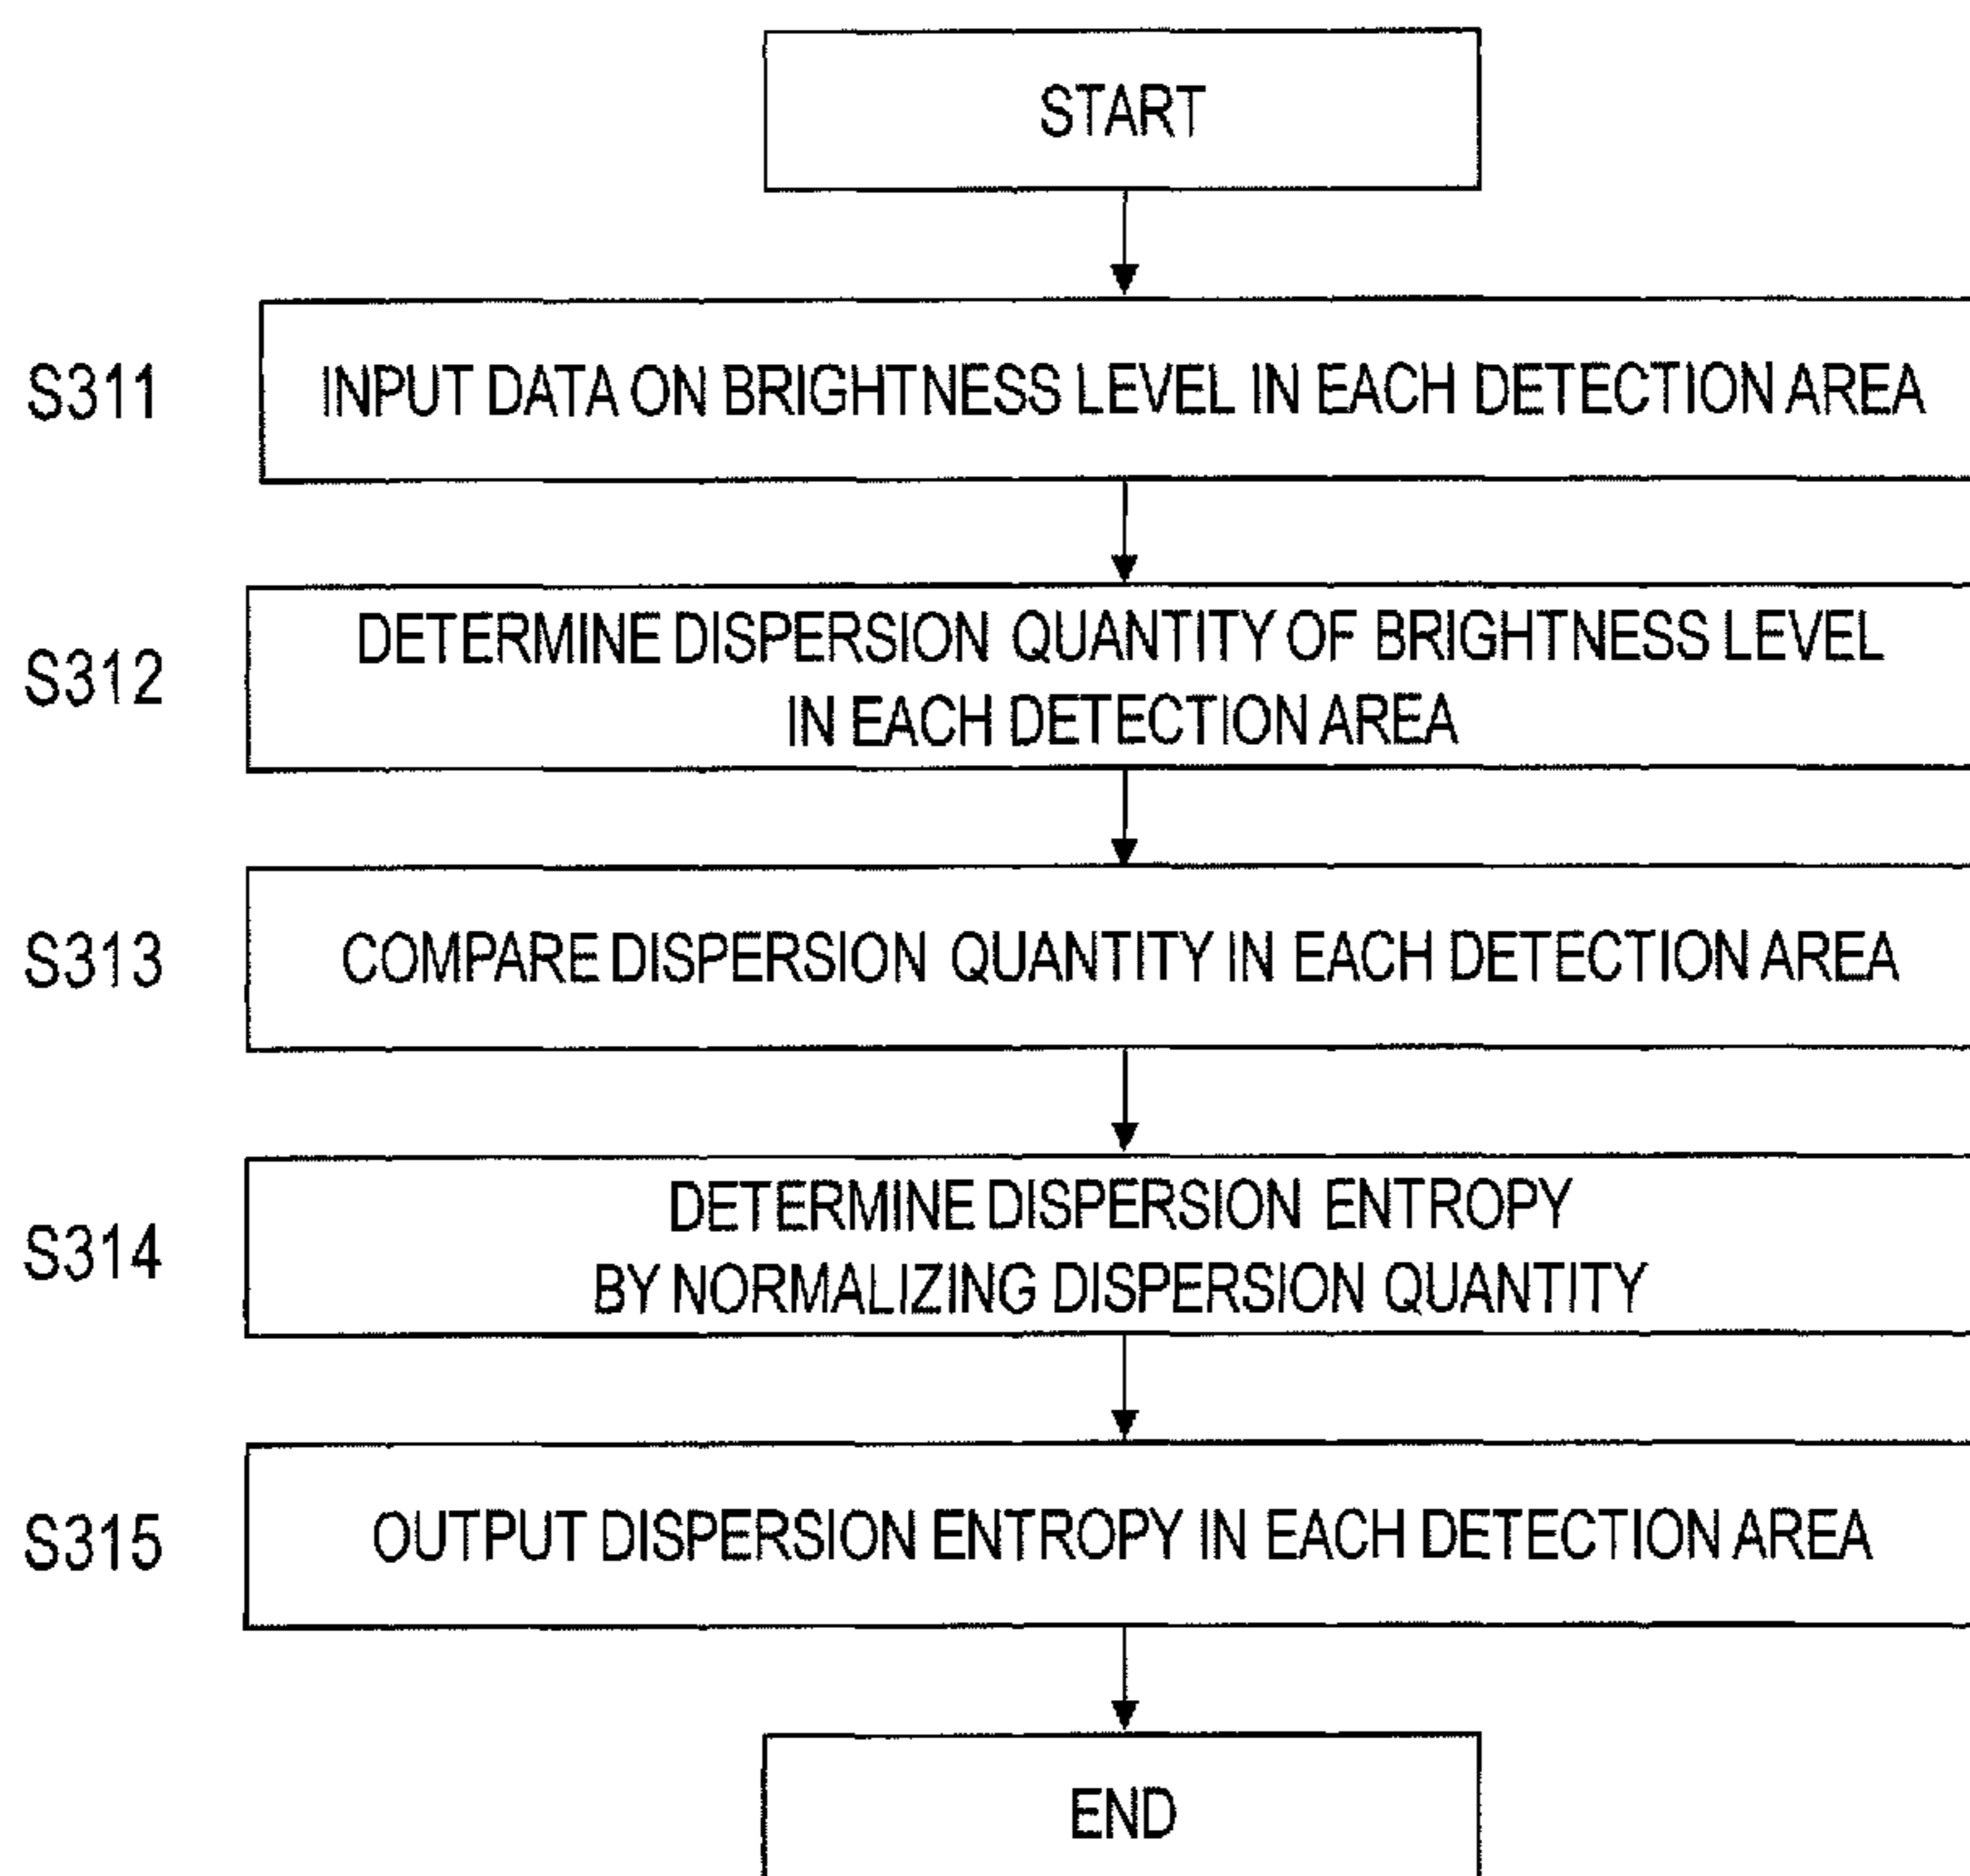 START
S311
INPUT DATA ON BRIGHTNESS LEVEL IN EACH DETECTION AREA
S312
DETERMINE DISPERSION QUANTITY OF BRIGHTNESS LEVEL
IN EACH DETECTION AREA
S313
COMPARE DISPERSION QUANTITY IN EACH DETECTION AREA
S314
DETERMINE DISPERSION ENTROPY
BY NORMALIZING DISPERSION QUANTITY
S315
OUTPUT DISPERSION ENTROPY IN EACH DETECTION AREA
END